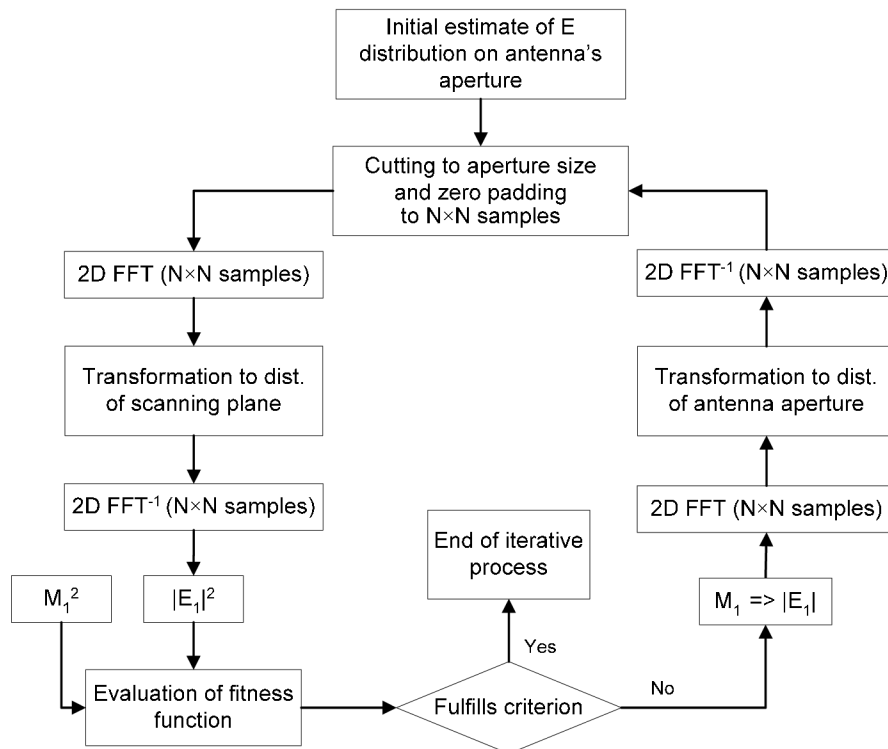 Initial estimate of E
distribution on antenna's
aperture
Cutting to aperture size
and zero padding
to N×N samples
2D FFT (N×N samples)
2D FFT⁻¹ (N×N samples)
Transformation to dist.
of scanning plane
Transformation to dist.
of antenna aperture
2D FFT⁻¹ (N×N samples)
2D FFT (N×N samples)
End of iterative
process
M₁²
|E₁|²
M₁ => |E₁|
Yes
Evaluation of fitness
function
Fulfills criterion
No